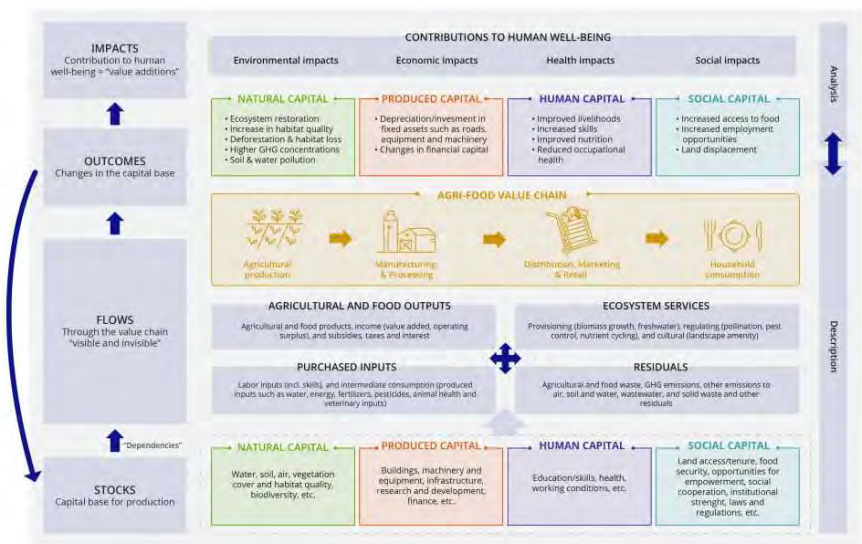 IMPACTS
Contribution to human
well-being = "value additions"
OUTCOMES
Changes in the capital base
FLOWS
Through the value chain
"visible and invisible"
"Dependencies"
STOCKS
Capital base for production
CONTRIBUTIONS TO HUMAN WELL-BEING
Environmental impacts
Economic impacts
Health impacts
Social impacts
NATURAL CAPITAL
• Ecosystem restoration
• Increase in habitat quality
• Deforestation & habitat loss
• Higher GHG concentrations
• Soil & water pollution
PRODUCED CAPITAL
• Depreciation/invesment in
fixed assets such as roads,
equipment and machinery
• Changes in financial capital
HUMAN CAPITAL
• Improved livelihoods
• Increased skills
• Improved nutrition
• Reduced occupational
health
SOCIAL CAPITAL
• Increased access to food
• Increased employment
opportunities
• Land displacement
AGRI-FOOD VALUE CHAIN
Agricultural
production
Manufacturing
& Processing
Distribution, Marketing
& Retail
Household
consumption
AGRICULTURAL AND FOOD OUTPUTS
Agricultural and food products, income (value added, operating
surplus), and subsidies, taxes and interest
ECOSYSTEM SERVICES
Provisioning (biomass growth, freshwater), regulating (pollination, pest
control, nutrient cycling), and cultural (landscape amenity)
PURCHASED INPUTS
Labor inputs (incl. skills), and intermediate consumption (produced
inputs such as water, energy, fertilizers, pesticides, animal health and
veterinary inputs)
RESIDUALS
Agricultural and food waste, GHG emissions, other emissions to
air, soil and water, wastewater, and solid waste and other
residuals
NATURAL CAPITAL
Water, soil, air, vegetation
cover and habitat quality,
biodiversity, etc.
PRODUCED CAPITAL
Buildings, machinery and
equipment, infrastructure,
research and development,
finance, etc.
HUMAN CAPITAL
Education/skills, health,
working conditions, etc.
SOCIAL CAPITAL
Land access/tenure, food
security, opportunities for
empowerment, social
cooperation, institutional
strenght, laws and
regulations, etc.
Analysis
Description